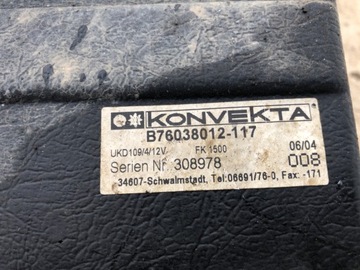 KONVEKTA
B76038012-117
UKD109/4/12V FK 1500 06/04
Serien Nr. 308978 008
34607-Schwalmstadt, Tel:06691/76-0, Fax: -171